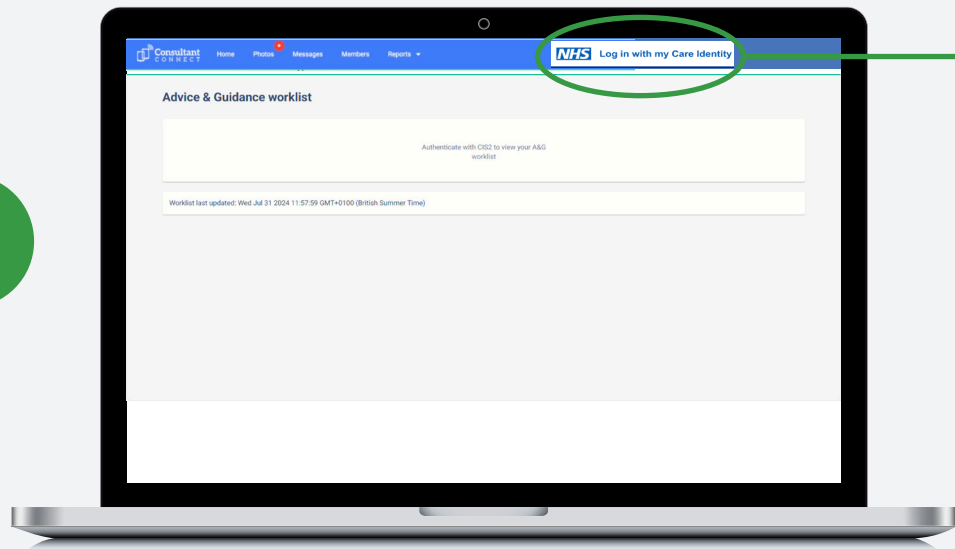 Consultant
CONNECT
Home Photos Messages Members Reports
NHS Log in with my Care Identity
Advice & Guidance worklist
Authenticate with CIS2 to view your A&G
worklist
Worklist last updated: Wed Jul 31 2024 11:57:59 GMT+0100 (British Summer Time)